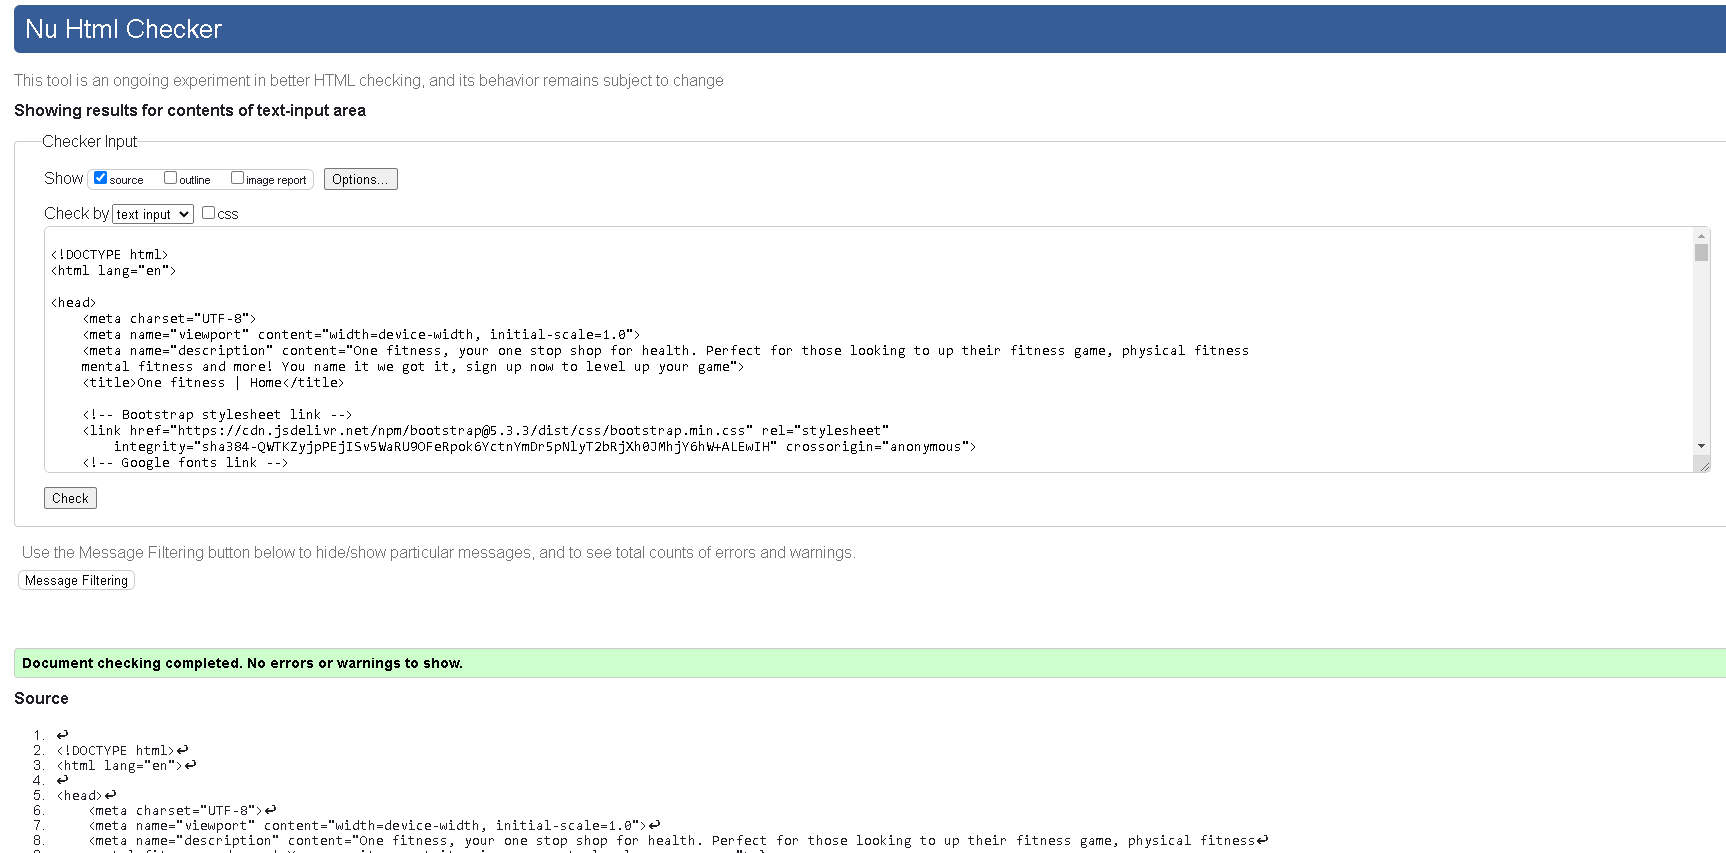 Nu Html Checker
This tool is an ongoing experiment in better HTML checking, and its behavior remains subject to change
Showing results for contents of text-input area
Checker Input
Show source outline image report Options...
Check by text input css
<!DOCTYPE html>
<html lang="en">
<head>
<meta charset="UTF-8">
<meta name="viewport" content="width=device-width, initial-scale=1.0">
<meta name="description" content="One fitness, your one stop shop for health. Perfect for those looking to up their fitness game, physical fitness
mental fitness and more! You name it we got it, sign up now to level up your game">
<title>One fitness | Home</title>
<!-- Bootstrap stylesheet link -->
<link href="https://cdn.jsdelivr.net/npm/bootstrap@5.3.3/dist/css/bootstrap.min.css" rel="stylesheet"
integrity="sha384-QWTKZyjpPEjISv5WaRU9OFeRpok6YctnYmDr5pNlyT2bRjXh0JMhjY6hW+ALEwIH" crossorigin="anonymous">
<!-- Google fonts link -->
Check
Use the Message Filtering button below to hide/show particular messages, and to see total counts of errors and warnings.
Message Filtering
Document checking completed. No errors or warnings to show.
Source
1. ↩
2. <!DOCTYPE html>↩
3. <html lang="en">↩
4. ↩
5. <head>↩
6. <meta charset="UTF-8">↩
7. <meta name="viewport" content="width=device-width, initial-scale=1.0">↩
8. <meta name="description" content="One fitness, your one stop shop for health. Perfect for those looking to up their fitness game, physical fitness↩